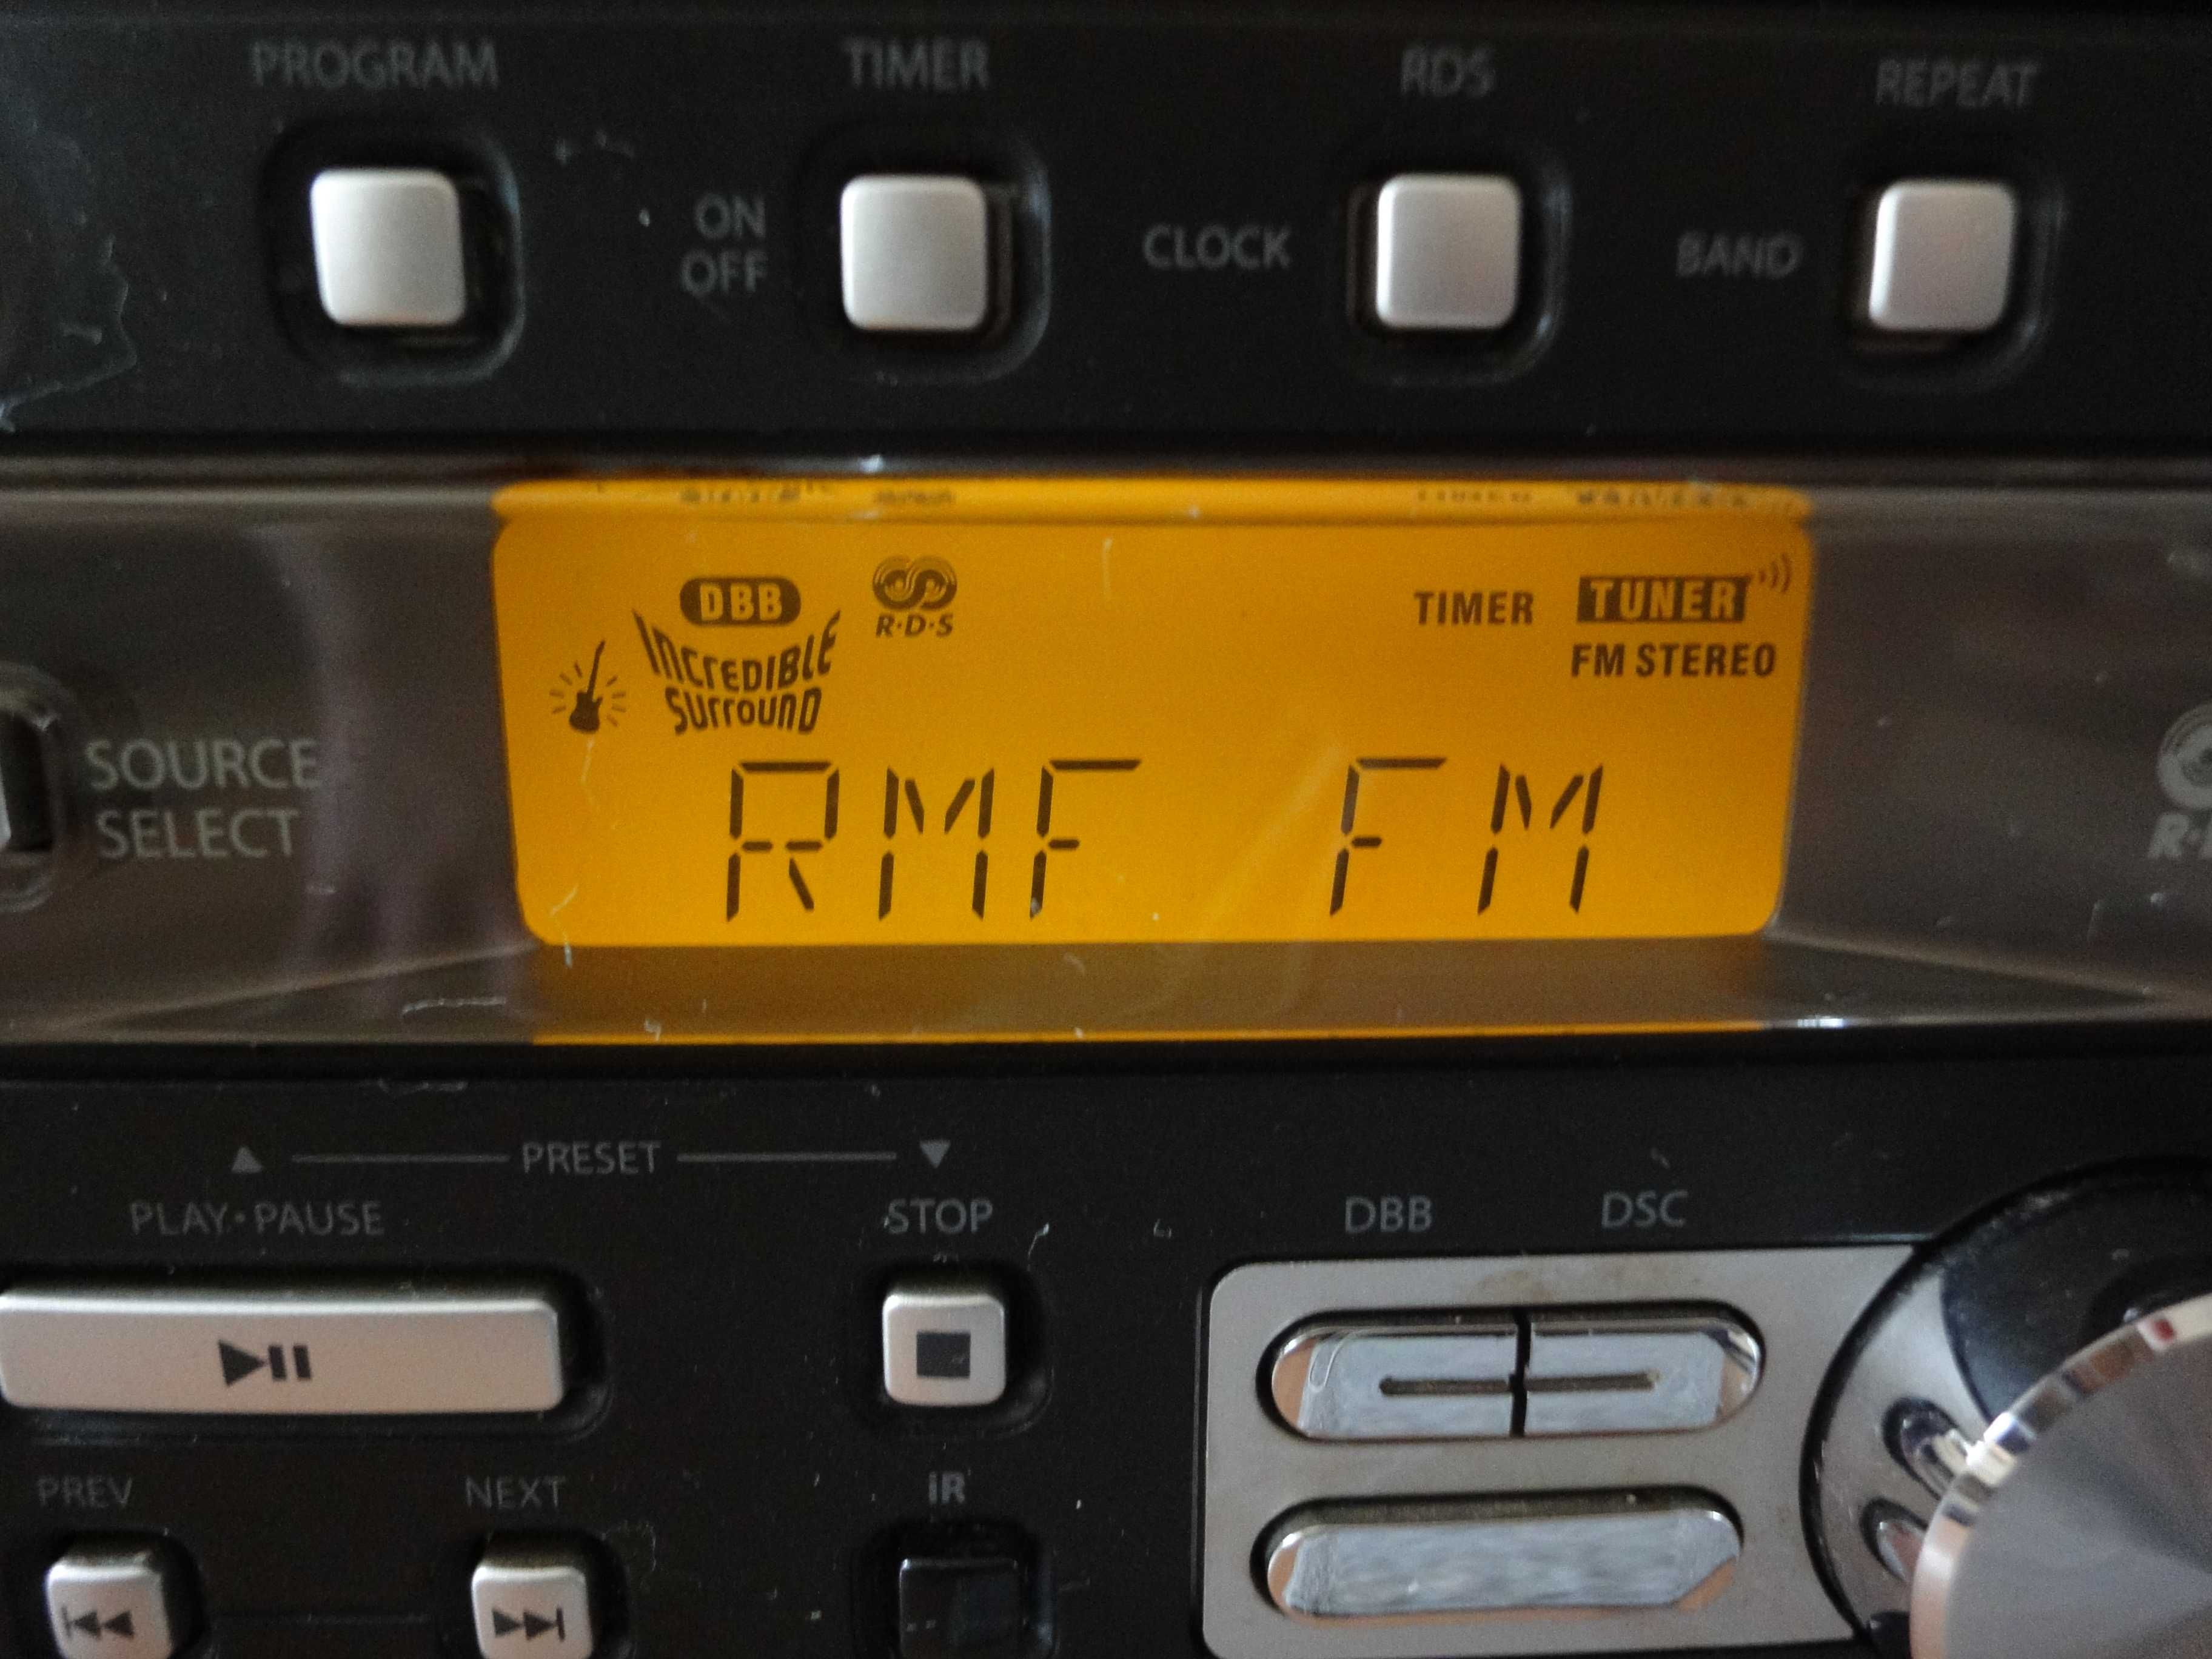 PROGRAM
TIMER
RDS
REPEAT
ON
OFF
CLOCK
BAND
DBB
R·D·S
TIMER
TUNER
INCREDIBLE
SURROUND
FM STEREO
SOURCE
SELECT
RMF FM
PRESET
PLAY·PAUSE
STOP
DBB
DSC
PREV
NEXT
iR